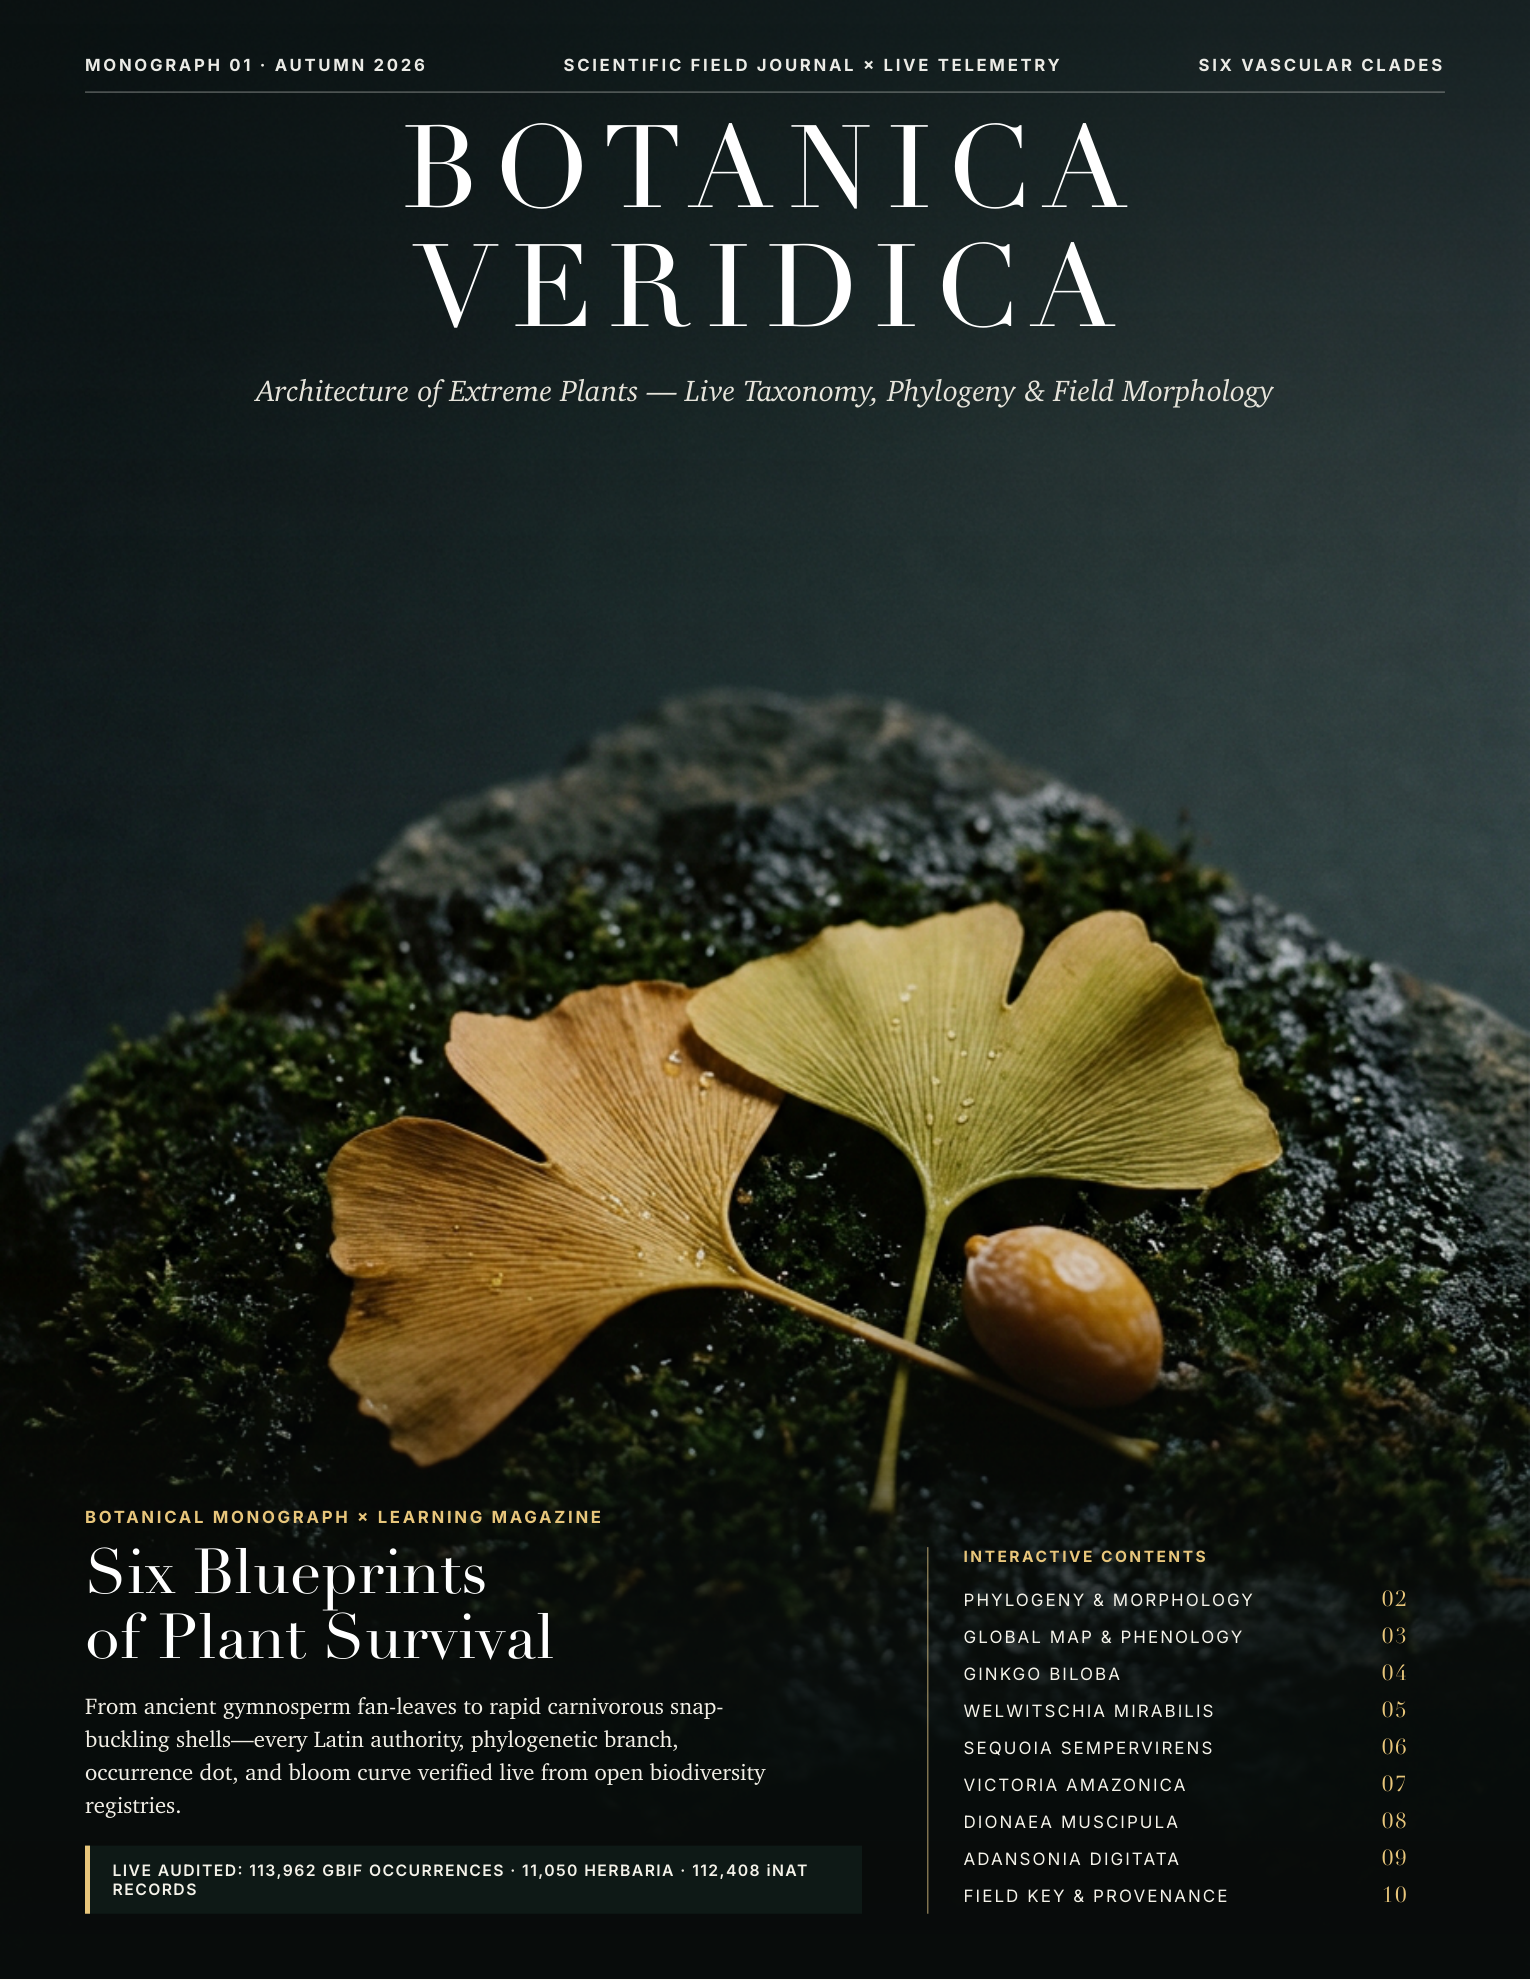 MONOGRAPH 01 · AUTUMN 2026
SCIENTIFIC FIELD JOURNAL × LIVE TELEMETRY
SIX VASCULAR CLADES
BOTANICA
VERIDICA
Architecture of Extreme Plants — Live Taxonomy, Phylogeny & Field Morphology
BOTANICAL MONOGRAPH × LEARNING MAGAZINE
Six Blueprints
of Plant Survival
From ancient gymnosperm fan-leaves to rapid carnivorous snap-
buckling shells—every Latin authority, phylogenetic branch,
occurrence dot, and bloom curve verified live from open biodiversity
registries.
LIVE AUDITED: 113,962 GBIF OCCURRENCES · 11,050 HERBARIA · 112,408 iNAT
RECORDS
INTERACTIVE CONTENTS
PHYLOGENY & MORPHOLOGY 02
GLOBAL MAP & PHENOLOGY 03
GINKGO BILOBA 04
WELWITSCHIA MIRABILIS 05
SEQUOIA SEMPERVIRENS 06
VICTORIA AMAZONICA 07
DIONAEA MUSCIPULA 08
ADANSONIA DIGITATA 09
FIELD KEY & PROVENANCE 10